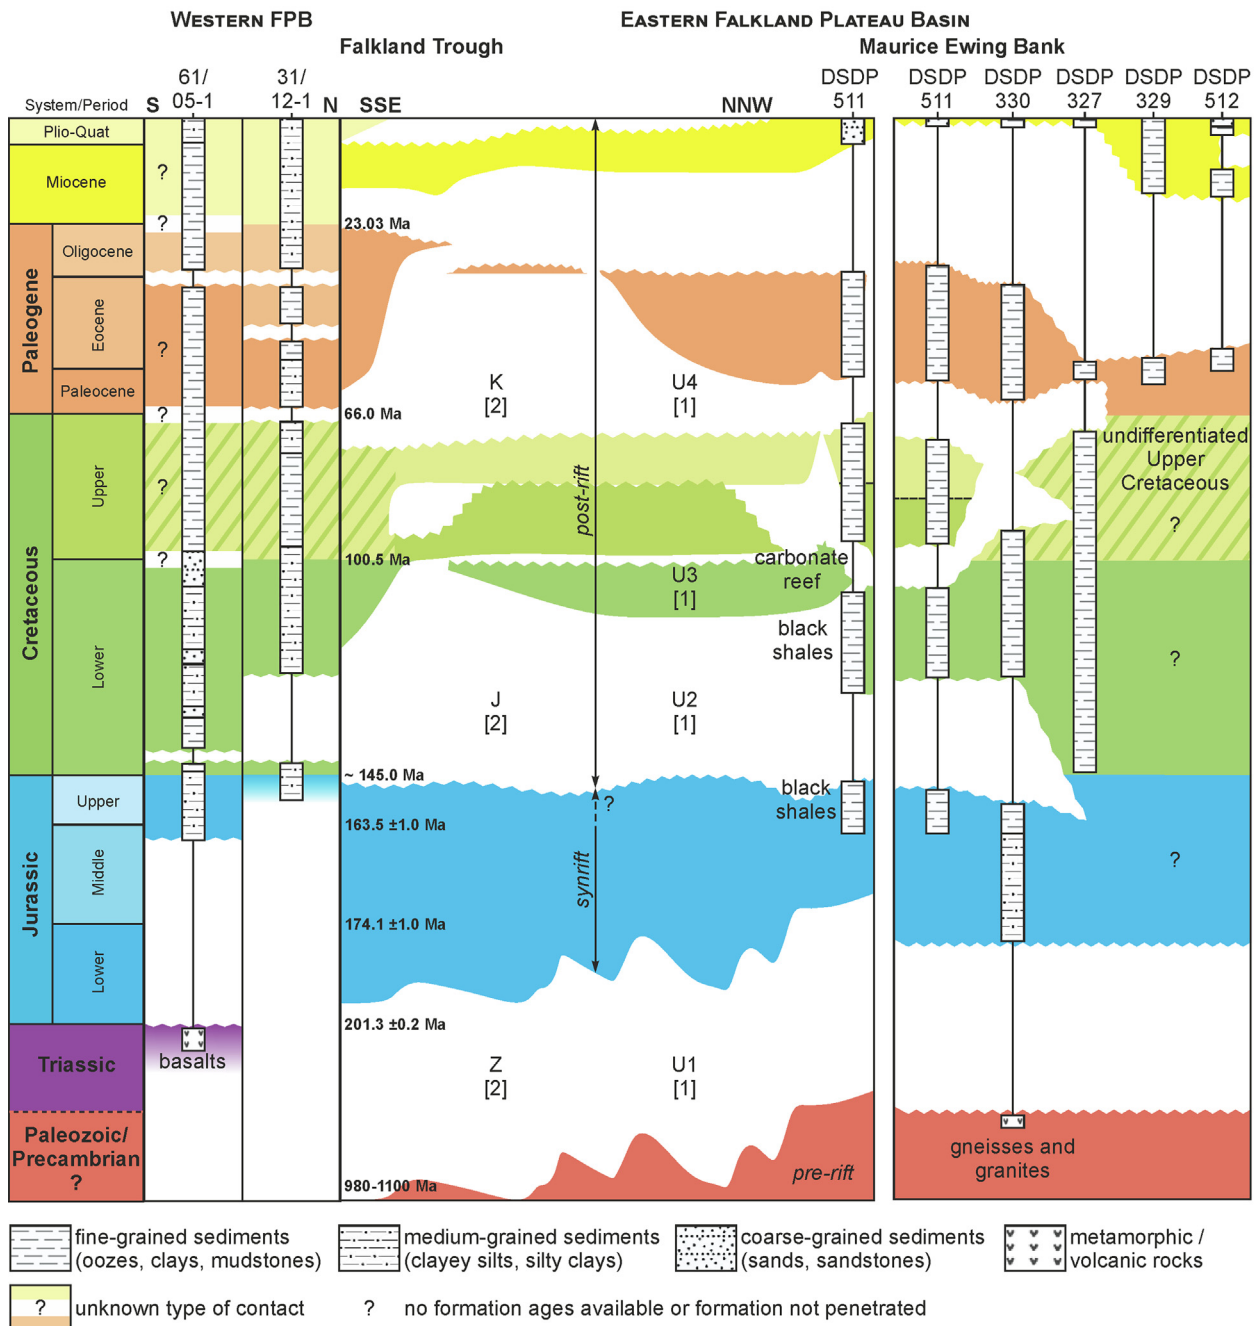 WESTERN FPB
EASTERN FALKLAND PLATEAU BASIN
Falkland Trough
Maurice Ewing Bank
System/Period
S
61/
05-1
31/
12-1
N
SSE
NNW
DSDP
511
DSDP
511
DSDP
330
DSDP
327
DSDP
329
DSDP
512
Plio-Quat
Miocene
Paleogene
Oligocene
Eocene
Paleocene
Cretaceous
Upper
Lower
Jurassic
Upper
Middle
Lower
Triassic
Paleozoic/
Precambrian
?
?
?
?
?
?
?
basalts
23.03 Ma
66.0 Ma
100.5 Ma
~ 145.0 Ma
163.5 ±1.0 Ma
174.1 ±1.0 Ma
201.3 ±0.2 Ma
980-1100 Ma
K
[2]
U4
[1]
post-rift
carbonate
reef
U3
[1]
black
shales
J
[2]
U2
[1]
?
black
shales
synrift
Z
[2]
U1
[1]
pre-rift
undifferentiated
Upper
Cretaceous
?
?
?
gneisses and
granites
fine-grained sediments
(oozes, clays, mudstones)
medium-grained sediments
(clayey silts, silty clays)
coarse-grained sediments
(sands, sandstones)
metamorphic /
volcanic rocks
? unknown type of contact
? no formation ages available or formation not penetrated